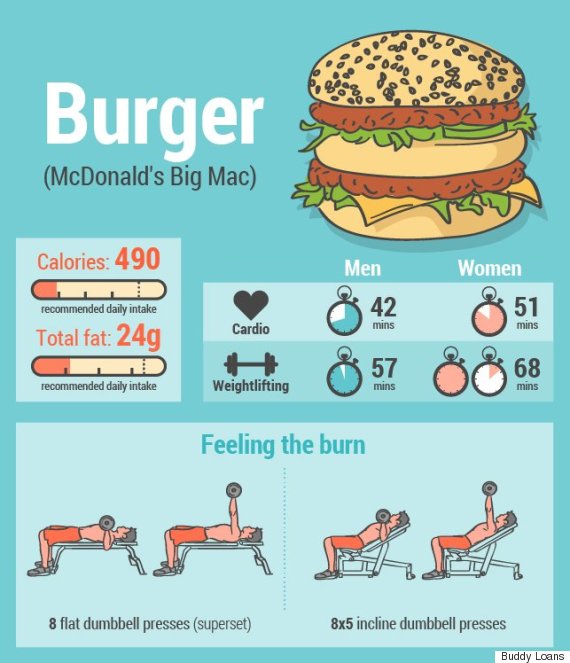 Burger
(McDonald's Big Mac)
Calories: 490
recommended daily intake
Total fat: 24g
recommended daily intake
Men Women
Cardio 42 mins 51 mins
Weightlifting 57 mins 68 mins
Feeling the burn
8 flat dumbbell presses (superset) 8x5 incline dumbbell presses
Buddy Loans